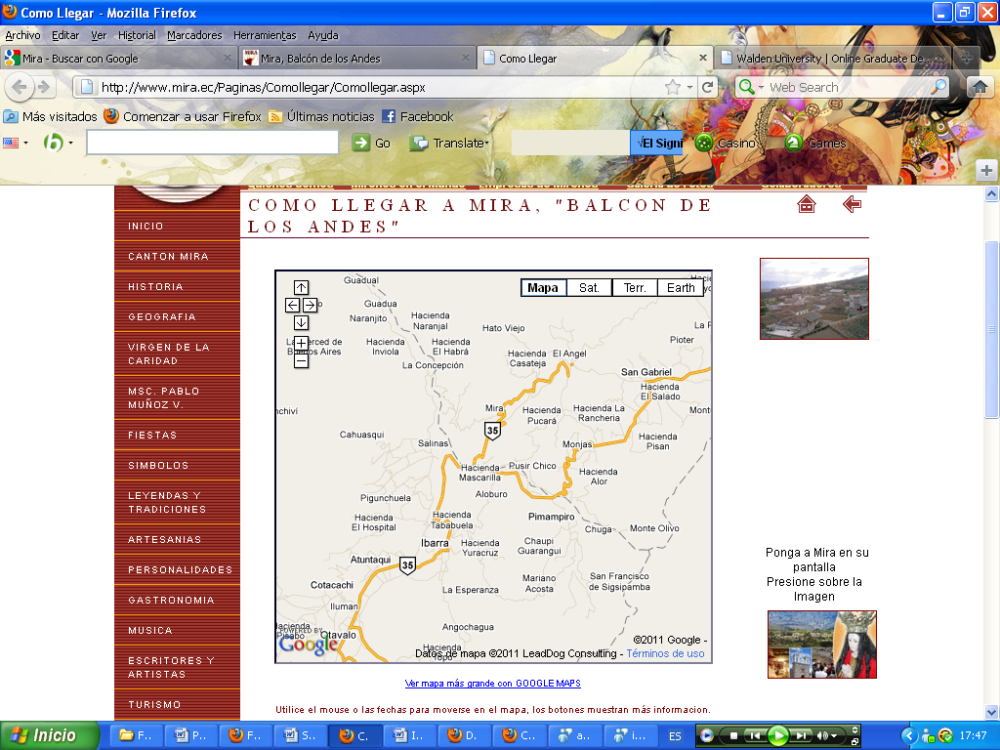 Como Llegar - Mozilla Firefox
Archivo Editar Ver Historial Marcadores Herramientas Ayuda
Mira - Buscar con Google
Mira, Balcón de los Andes
Como Llegar
Walden University | Online Graduate De...
http://www.mira.ec/Paginas/Comollegar/Comollegar.aspx
Web Search
Más visitados Comenzar a usar Firefox Últimas noticias Facebook
Go Translate √El Signi Casino Games
COMO LLEGAR A MIRA, "BALCON DE
LOS ANDES"
INICIO
CANTON MIRA
HISTORIA
GEOGRAFIA
VIRGEN DE LA
CARIDAD
MSC. PABLO
MUÑOZ V.
FIESTAS
SIMBOLOS
LEYENDAS Y
TRADICIONES
ARTESANIAS
PERSONALIDADES
GASTRONOMIA
MUSICA
ESCRITORES Y
ARTISTAS
TURISMO
Mapa Sat. Terr. Earth
Guadual
Guadua
Naranjito
Hacienda
Naranjal
Hato Viejo
Pioter
Hacienda
Inviola
Hacienda
El Habrá
La Concepción
Hacienda
Casateja
El Angel
San Gabriel
Hacienda
El Salado
Mira
Hacienda
Pucará
Hacienda La
Rancheria
35
Cahuasqui
Salinas
Monjas
Hacienda
Pisan
Hacienda
Mascarilla
Pusir Chico
Hacienda
Alor
Aloburo
Pigunchuela
Hacienda
El Hospital
Hacienda
Tababuela
Pimampiro
Chuga
Monte Olivo
Ibarra
Hacienda
Yuracruz
Chaupi
Guarangui
Atuntaqui
35
Cotacachi
La Esperanza
Mariano
Acosta
San Francisco
de Sigsipamba
Iluman
Angochagua
Otavalo
POWERED BY
Google
©2011 Google -
Datos de mapa ©2011 LeadDog Consulting - Términos de uso
Ver mapa más grande con GOOGLE MAPS
Utilice el mouse o las fechas para moverse en el mapa, los botones muestran más informacion.
Ponga a Mira en su
pantalla
Presione sobre la
Imagen
Inicio F... P... F... S... C... I... D... C... a... i... ES 17:47